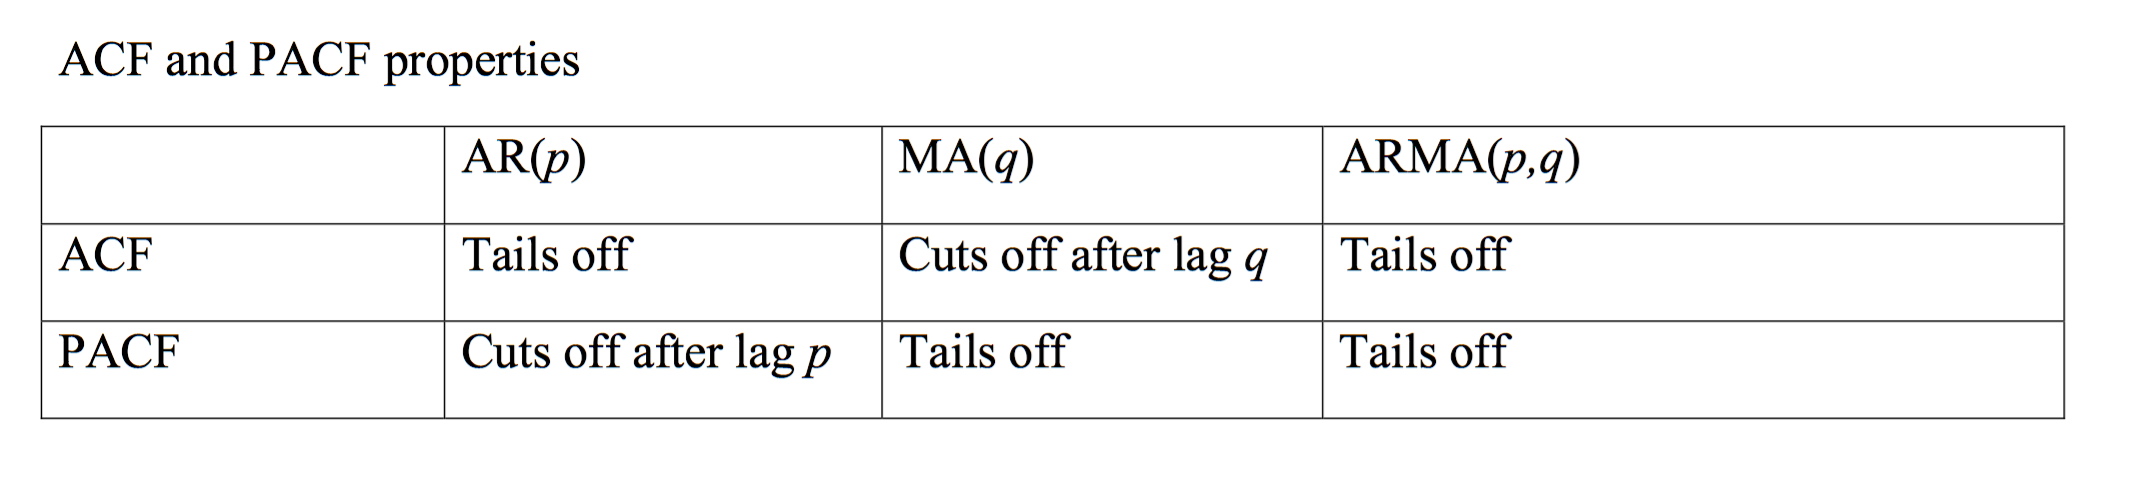 ACF and PACF properties
AR(p) MA(q) ARMA(p,q)
ACF Tails off Cuts off after lag q Tails off
PACF Cuts off after lag p Tails off Tails off